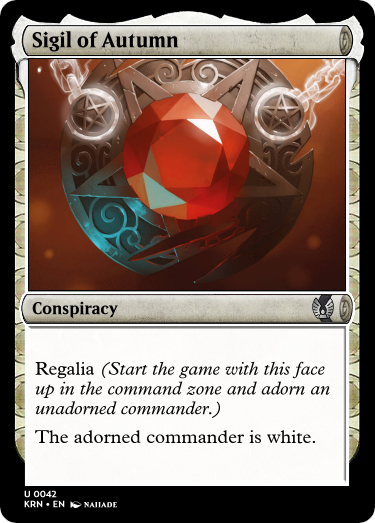 Sigil of Autumn
Conspiracy
Regalia (Start the game with this face
up in the command zone and adorn an
unadorned commander.)
The adorned commander is white.
U 0042
KRN • EN NAIIADE